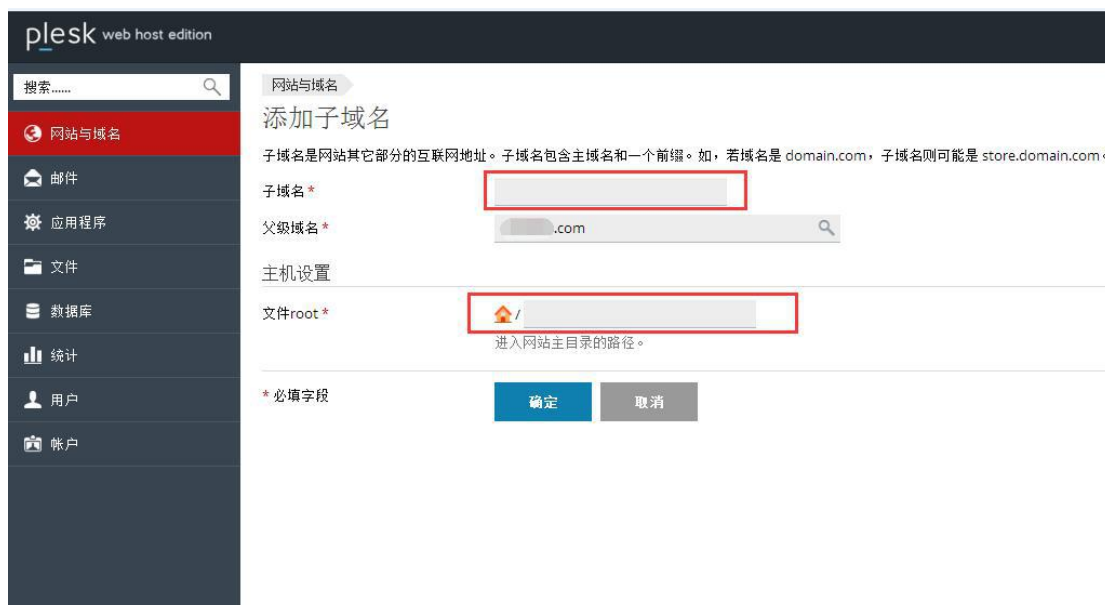 plesk web host edition
搜索......
网站与域名
邮件
应用程序
文件
数据库
统计
用户
帐户
网站与域名
添加子域名
子域名是网站其它部分的互联网地址。子域名包含主域名和一个前缀。如，若域名是 domain.com，子域名则可能是 store.domain.com。
子域名 *
父级域名 *
.com
主机设置
文件root *
/
进入网站主目录的路径。
* 必填字段
确定
取消